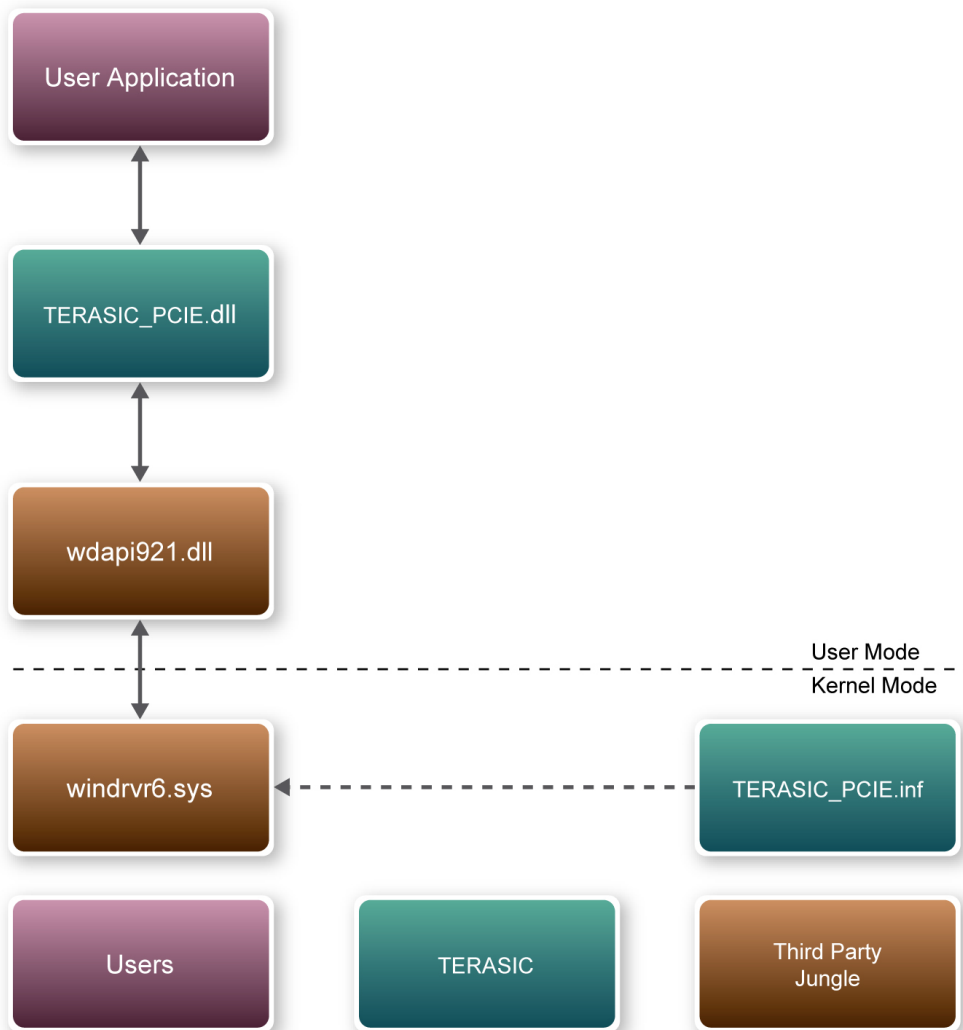 User Application
TERASIC_PCIE.dll
wdapi921.dll
User Mode
Kernel Mode
windrvr6.sys
TERASIC_PCIE.inf
Users
TERASIC
Third Party
Jungle